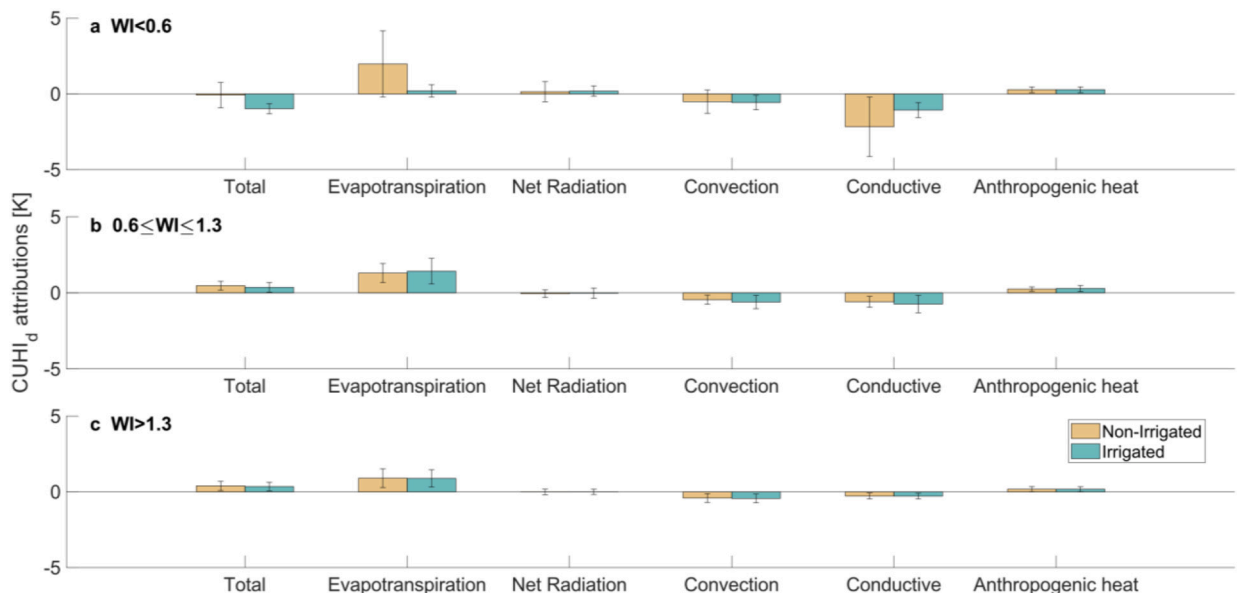 CUHI_d attributions [K]
a WI<0.6
5
0
-5
Total Evapotranspiration Net Radiation Convection Conductive Anthropogenic heat
b 0.6≤WI≤1.3
5
0
-5
Total Evapotranspiration Net Radiation Convection Conductive Anthropogenic heat
c WI>1.3
5
0
-5
Non-Irrigated
Irrigated
Total Evapotranspiration Net Radiation Convection Conductive Anthropogenic heat